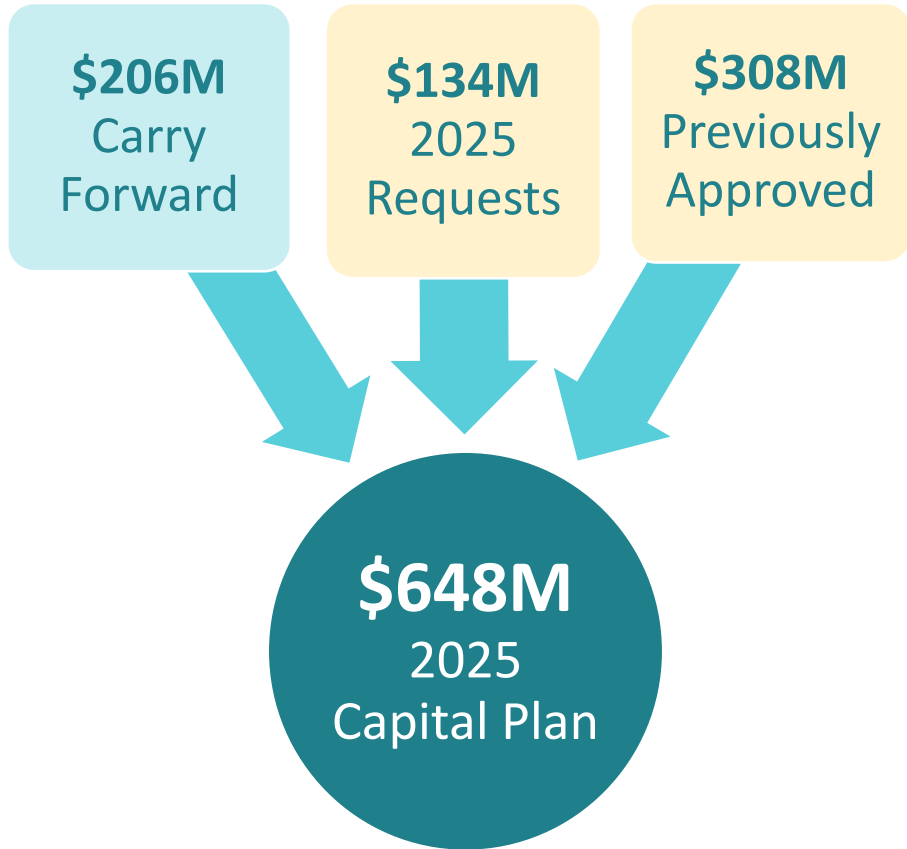 $206M
Carry
Forward
$134M
2025
Requests
$308M
Previously
Approved
$648M
2025
Capital Plan